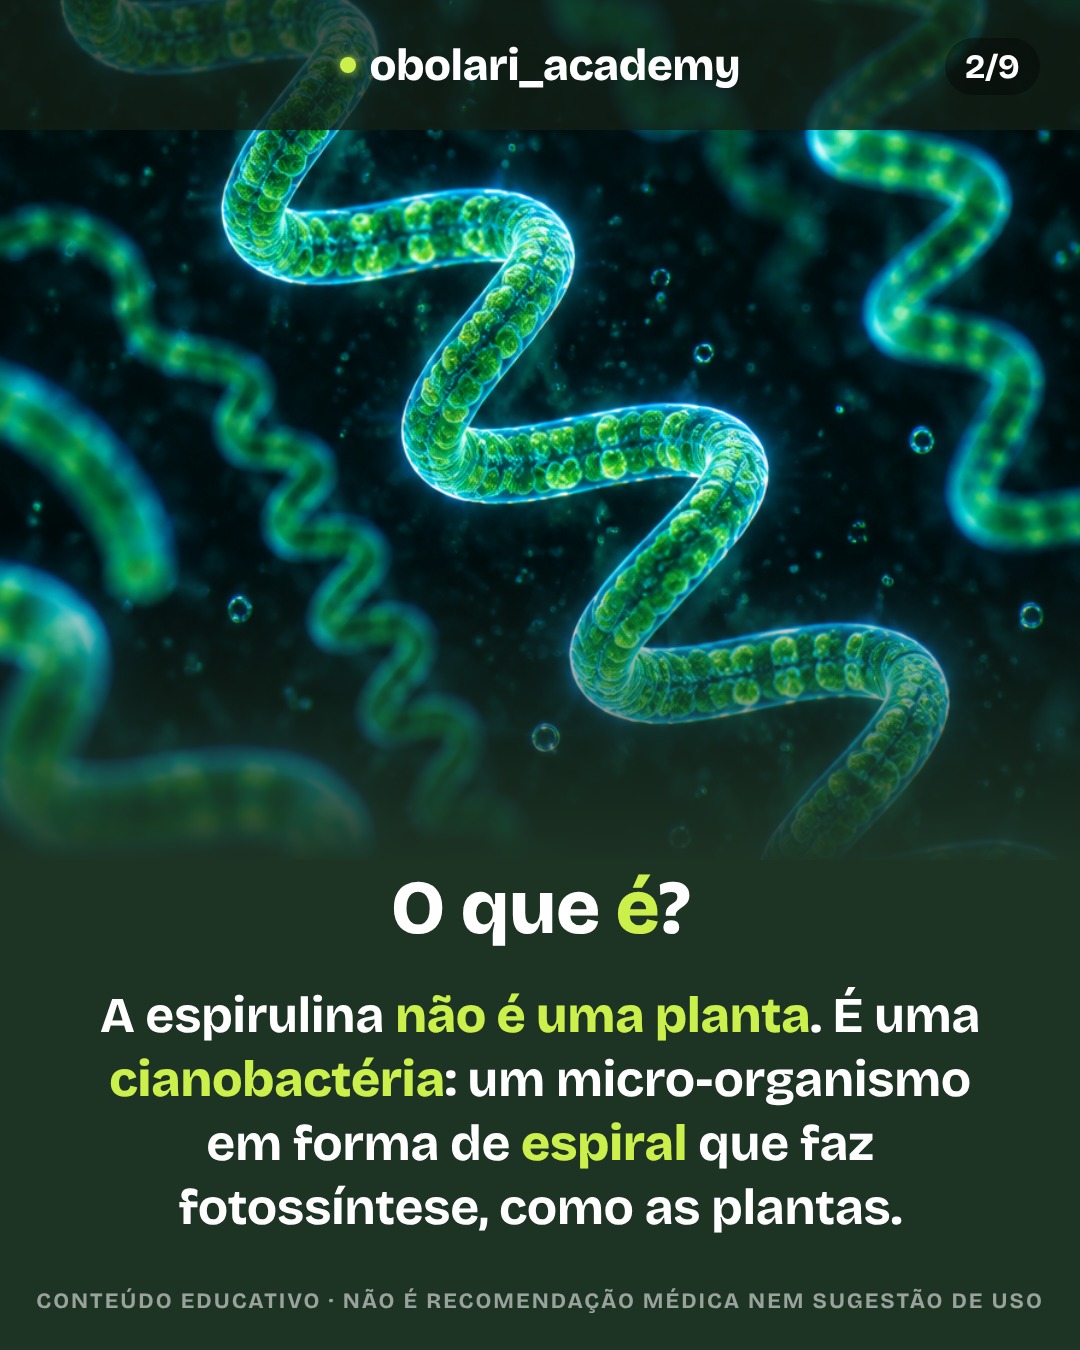 obolari_academy
2/9
O que é?
A espirulina não é uma planta. É uma
cianobactéria: um micro-organismo
em forma de espiral que faz
fotossíntese, como as plantas.
CONTEÚDO EDUCATIVO · NÃO É RECOMENDAÇÃO MÉDICA NEM SUGESTÃO DE USO